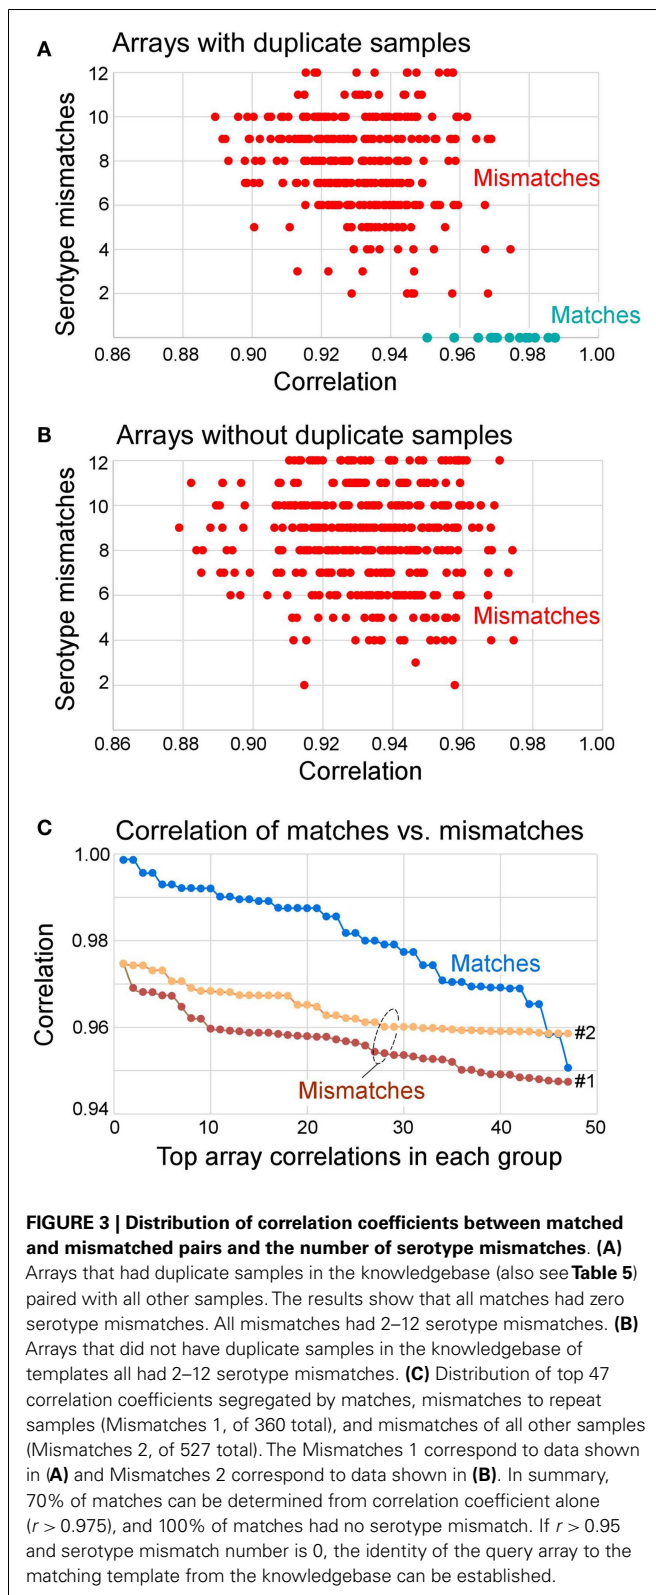 A
Arrays with duplicate samples
Serotype mismatches
12
10
8
6
4
2
Mismatches
Matches
0.86 0.88 0.90 0.92 0.94 0.96 0.98 1.00
Correlation
B
Arrays without duplicate samples
Serotype mismatches
12
10
8
6
4
2
Mismatches
0.86 0.88 0.90 0.92 0.94 0.96 0.98 1.00
Correlation
C
Correlation of matches vs. mismatches
Correlation
1.00
0.98
0.96
0.94
Matches
#2
Mismatches
#1
0 10 20 30 40 50
Top array correlations in each group
FIGURE 3 | Distribution of correlation coefficients between matched
and mismatched pairs and the number of serotype mismatches. (A)
Arrays that had duplicate samples in the knowledgebase (also see Table 5)
paired with all other samples. The results show that all matches had zero
serotype mismatches. All mismatches had 2–12 serotype mismatches. (B)
Arrays that did not have duplicate samples in the knowledgebase of
templates all had 2–12 serotype mismatches. (C) Distribution of top 47
correlation coefficients segregated by matches, mismatches to repeat
samples (Mismatches 1, of 360 total), and mismatches of all other samples
(Mismatches 2, of 527 total). The Mismatches 1 correspond to data shown
in (A) and Mismatches 2 correspond to data shown in (B). In summary,
70% of matches can be determined from correlation coefficient alone
(r > 0.975), and 100% of matches had no serotype mismatch. If r > 0.95
and serotype mismatch number is 0, the identity of the query array to the
matching template from the knowledgebase can be established.